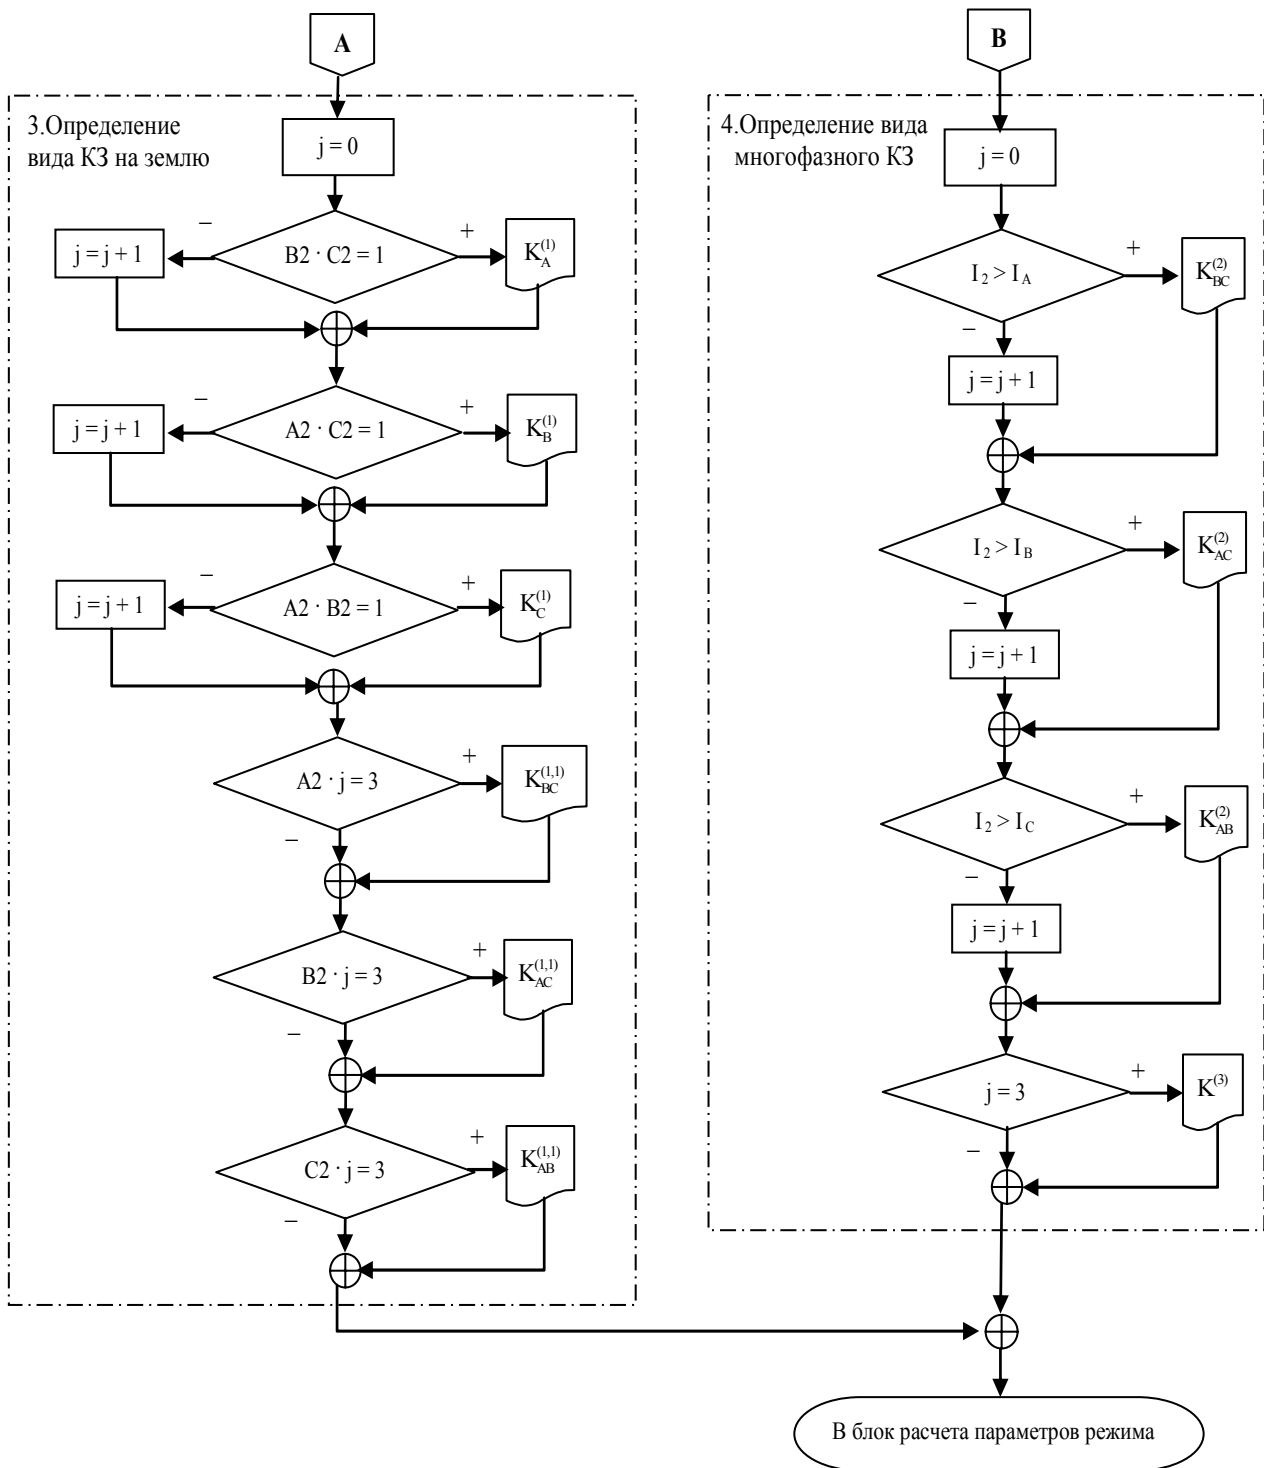 A
3.Определение
вида КЗ на землю
j = 0
−
+
j = j + 1
B2 · C2 = 1
K_A^(1)
−
+
j = j + 1
A2 · C2 = 1
K_B^(1)
−
+
j = j + 1
A2 · B2 = 1
K_C^(1)
+
A2 · j = 3
K_BC^(1,1)
−
+
B2 · j = 3
K_AC^(1,1)
−
+
C2 · j = 3
K_AB^(1,1)
−
B
4.Определение вида
многофазного КЗ
j = 0
+
I_2 > I_A
K_BC^(2)
−
j = j + 1
+
I_2 > I_B
K_AC^(2)
−
j = j + 1
+
I_2 > I_C
K_AB^(2)
−
j = j + 1
+
j = 3
K^(3)
−
В блок расчета параметров режима